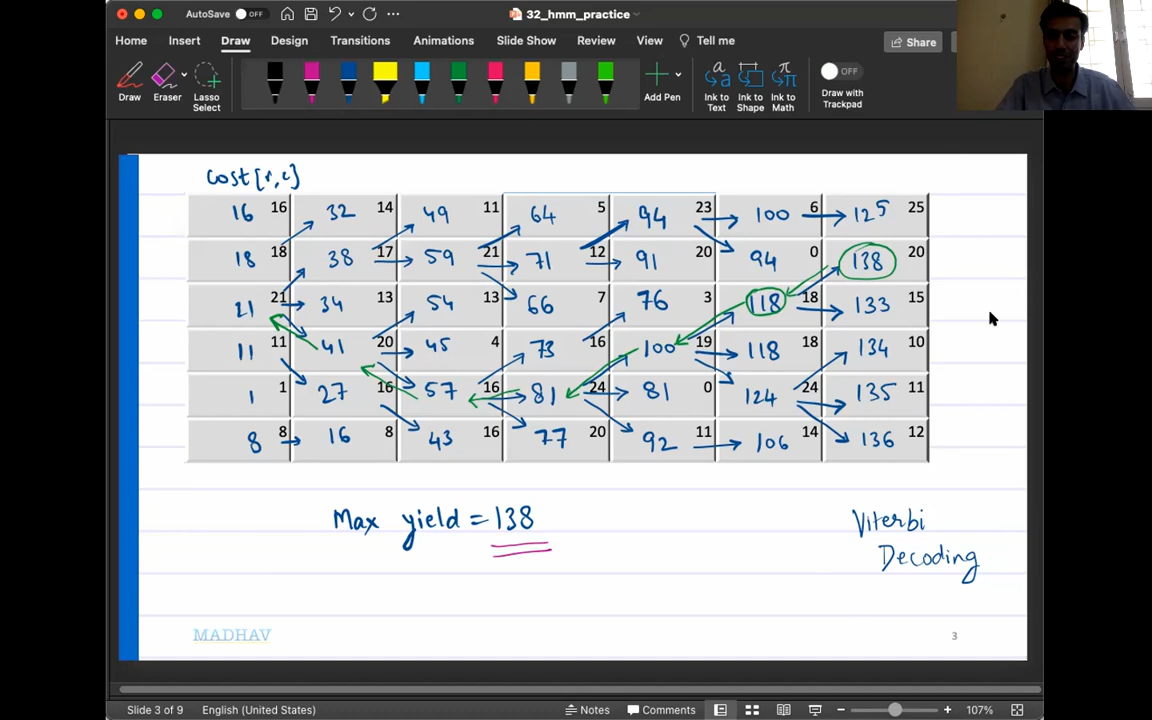 AutoSave OFF 32_hmm_practice
Home Insert Draw Design Transitions Animations Slide Show Review View Tell me Share
Draw Eraser Lasso Select Add Pen Ink to Text Ink to Shape Ink to Math OFF Draw with Trackpad
cost[r,c]
16 16 32 14 49 11 64 5 94 23 100 6 125 25
18 18 38 17 59 21 71 12 91 20 94 0 138 20
21 21 34 13 54 13 66 7 76 3 118 18 133 15
11 11 41 20 45 4 73 16 100 19 118 18 134 10
1 1 27 16 57 16 81 24 81 0 124 24 135 11
8 8 16 8 43 16 77 20 92 11 106 14 136 12
Max yield = 138
Viterbi
Decoding
MADHAV 3
Slide 3 of 9 English (United States) Notes Comments 107%